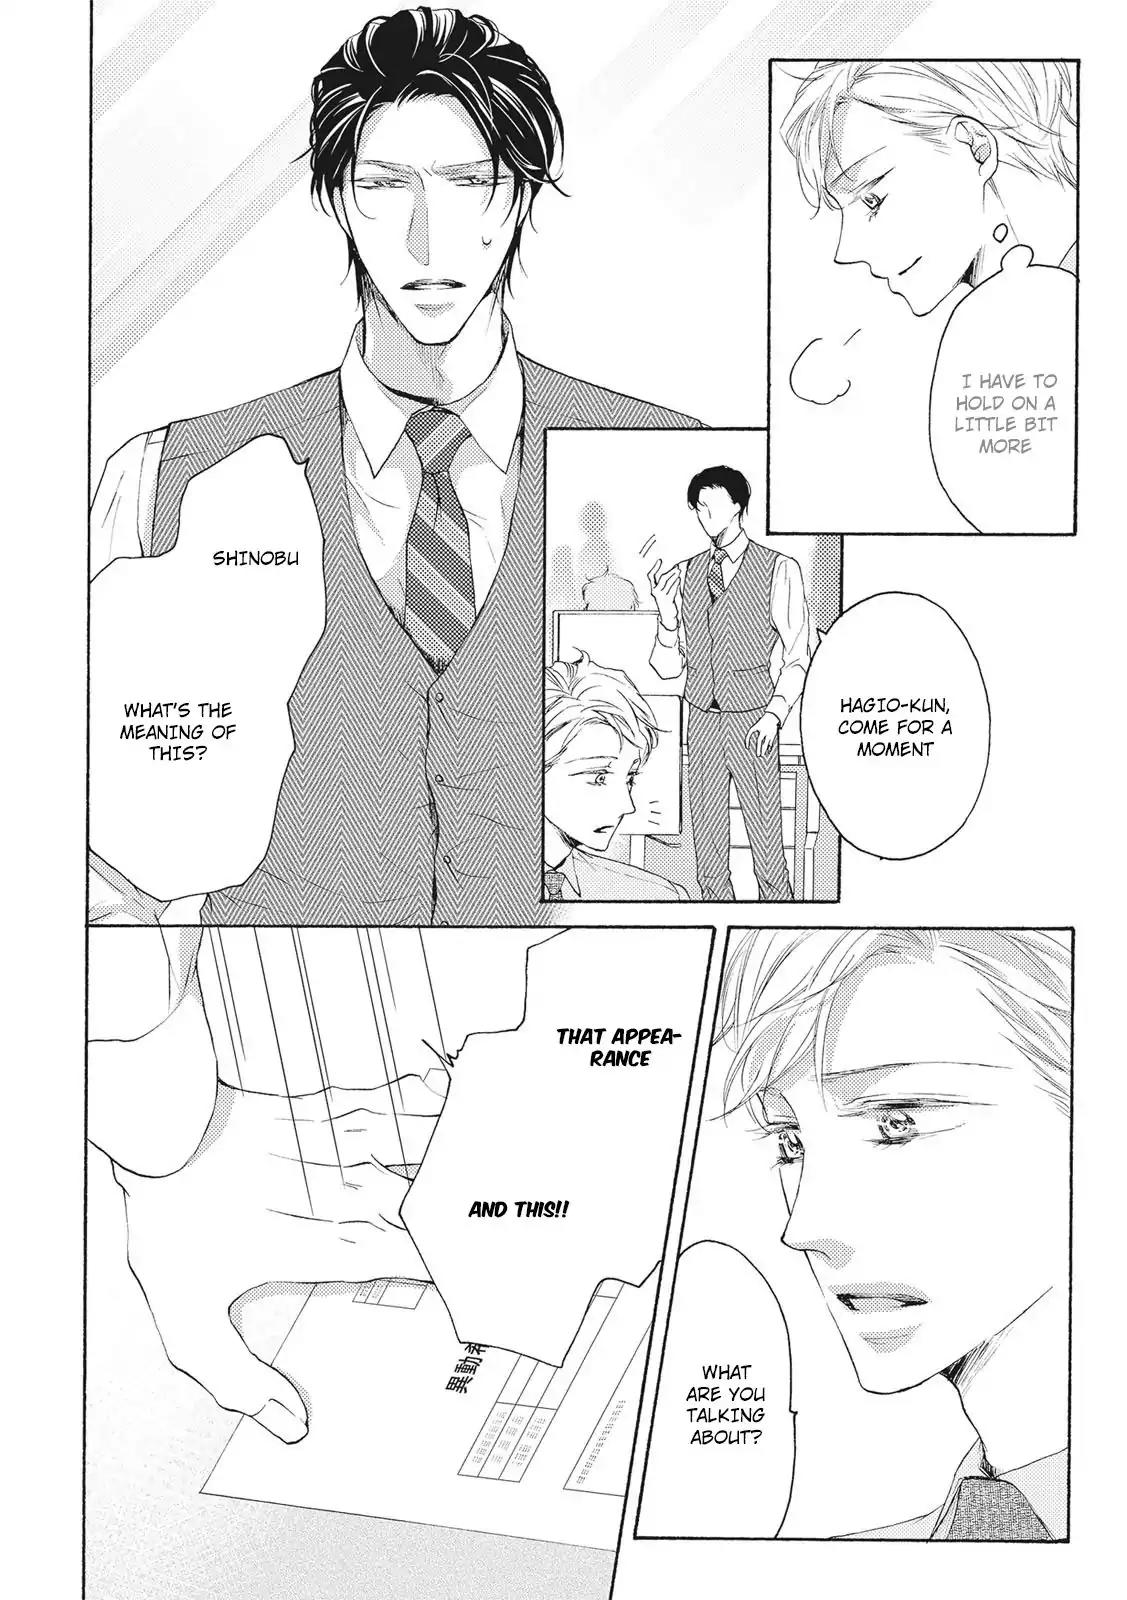 I HAVE TO
HOLD ON A
LITTLE BIT
MORE
HAGIO-KUN,
COME FOR A
MOMENT
SHINOBU
WHAT'S THE
MEANING OF
THIS?
WHAT
ARE YOU
TALKING
ABOUT?
THAT APPEA-
RANCE
AND THIS!!
異動希